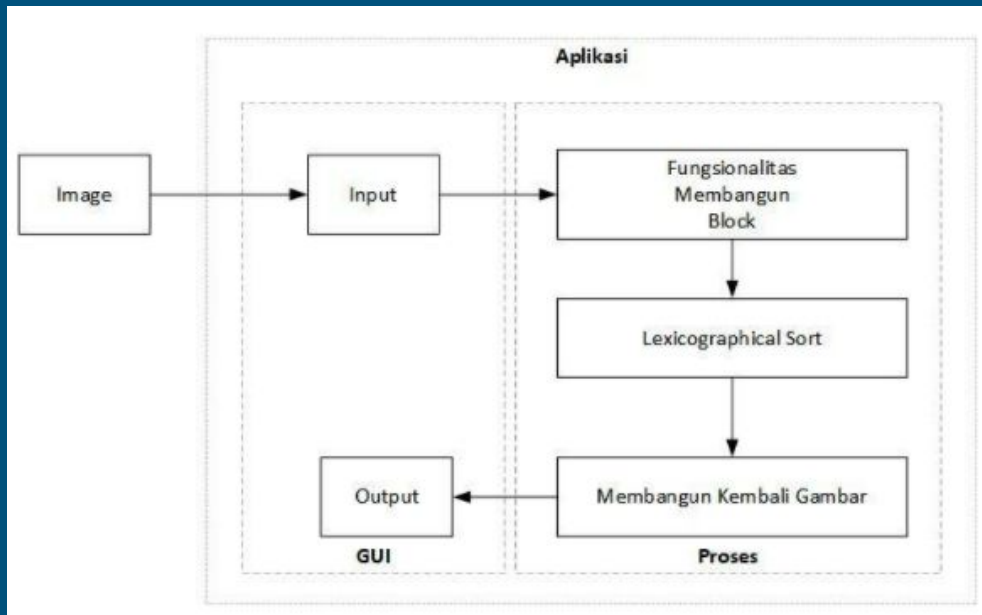 Aplikasi
Image
Input
Fungsionalitas
Membangun
Block
Lexicographical Sort
Output
Membangun Kembali Gambar
GUI
Proses